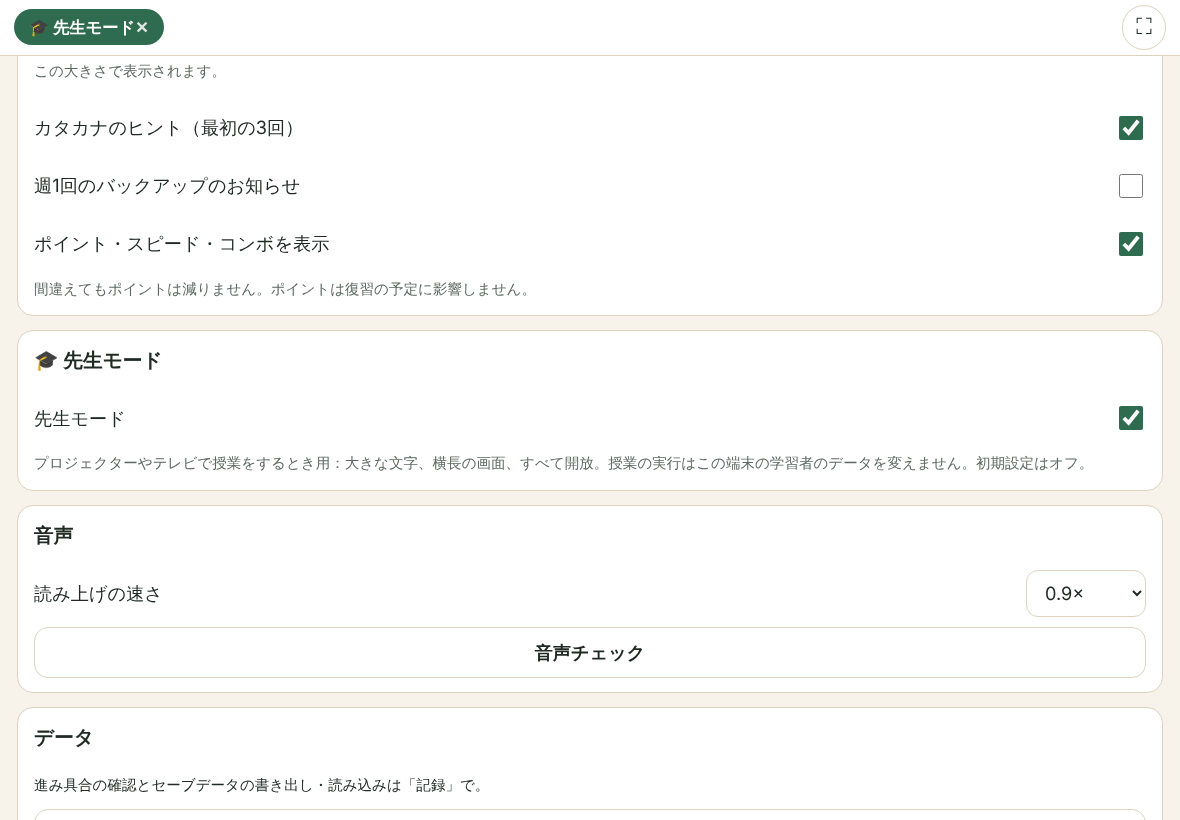 🎓 先生モード×
この大きさで表示されます。
カタカナのヒント（最初の3回）
週1回のバックアップのお知らせ
ポイント・スピード・コンボを表示
間違えてもポイントは減りません。ポイントは復習の予定に影響しません。
🎓 先生モード
先生モード
プロジェクターやテレビで授業をするとき用：大きな文字、横長の画面、すべて開放。授業の実行はこの端末の学習者のデータを変えません。初期設定はオフ。
音声
読み上げの速さ
0.9×
音声チェック
データ
進み具合の確認とセーブデータの書き出し・読み込みは「記録」で。